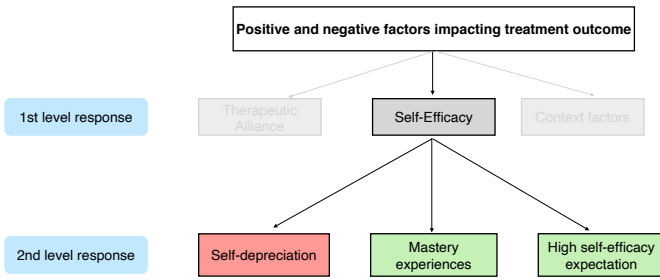 Positive and negative factors impacting treatment outcome
1st level response
Therapeutic
Alliance
Self-Efficacy
Context factors
2nd level response
Self-depreciation
Mastery
experiences
High self-efficacy
expectation